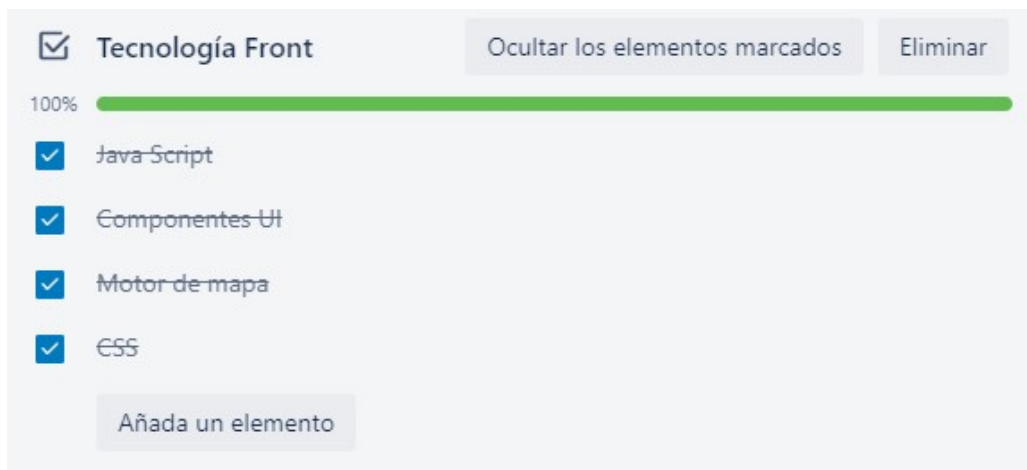 Tecnología Front
Ocultar los elementos marcados
Eliminar
100%
Java Script
Componentes UI
Motor de mapa
CSS
Añada un elemento